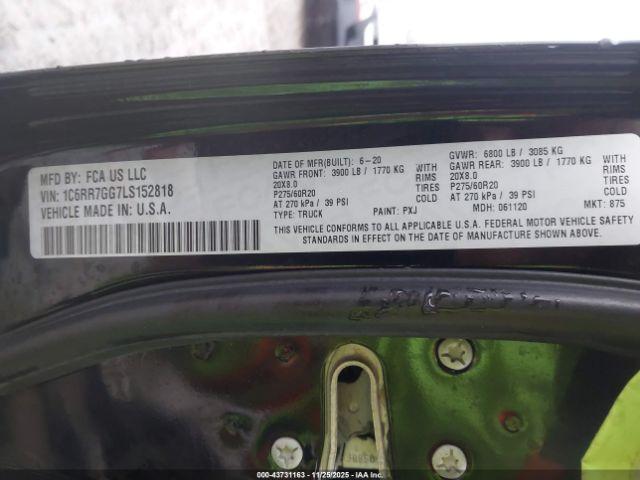 MFD BY: FCA US LLC
VIN: 1C6RR7GG7LS152818
VEHICLE MADE IN U.S.A.
DATE OF MFR(BUILT): 6-20
GAWR FRONT: 3900 LB / 1770 KG WITH
20X8.0 RIMS
P275/60R20 TIRES
AT 270 kPa / 39 PSI COLD
TYPE: TRUCK PAINT: PXJ
GVWR: 6800 LB / 3085 KG
GAWR REAR: 3900 LB / 1770 KG WITH
20X8.0 RIMS
P275/60R20 TIRES
AT 270 kPa / 39 PSI COLD
MDH: 061120 MKT: 875
THIS VEHICLE CONFORMS TO ALL APPLICABLE U.S.A. FEDERAL MOTOR VEHICLE SAFETY
STANDARDS IN EFFECT ON THE DATE OF MANUFACTURE SHOWN ABOVE.
000-43731163 - 11/25/2025 - iaai.com